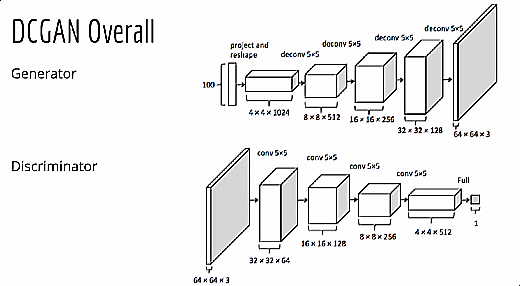 DCGAN Overall
Generator
project and
reshape
deconv 5×5
deconv 5×5
deconv 5×5
deconv 5×5
100
4×4×1024
8×8×512
16×16×256
32×32×128
64×64×3
Discriminator
conv 5×5
conv 5×5
conv 5×5
conv 5×5
Full
1
4×4×512
8×8×256
16×16×128
32×32×64
64×64×3